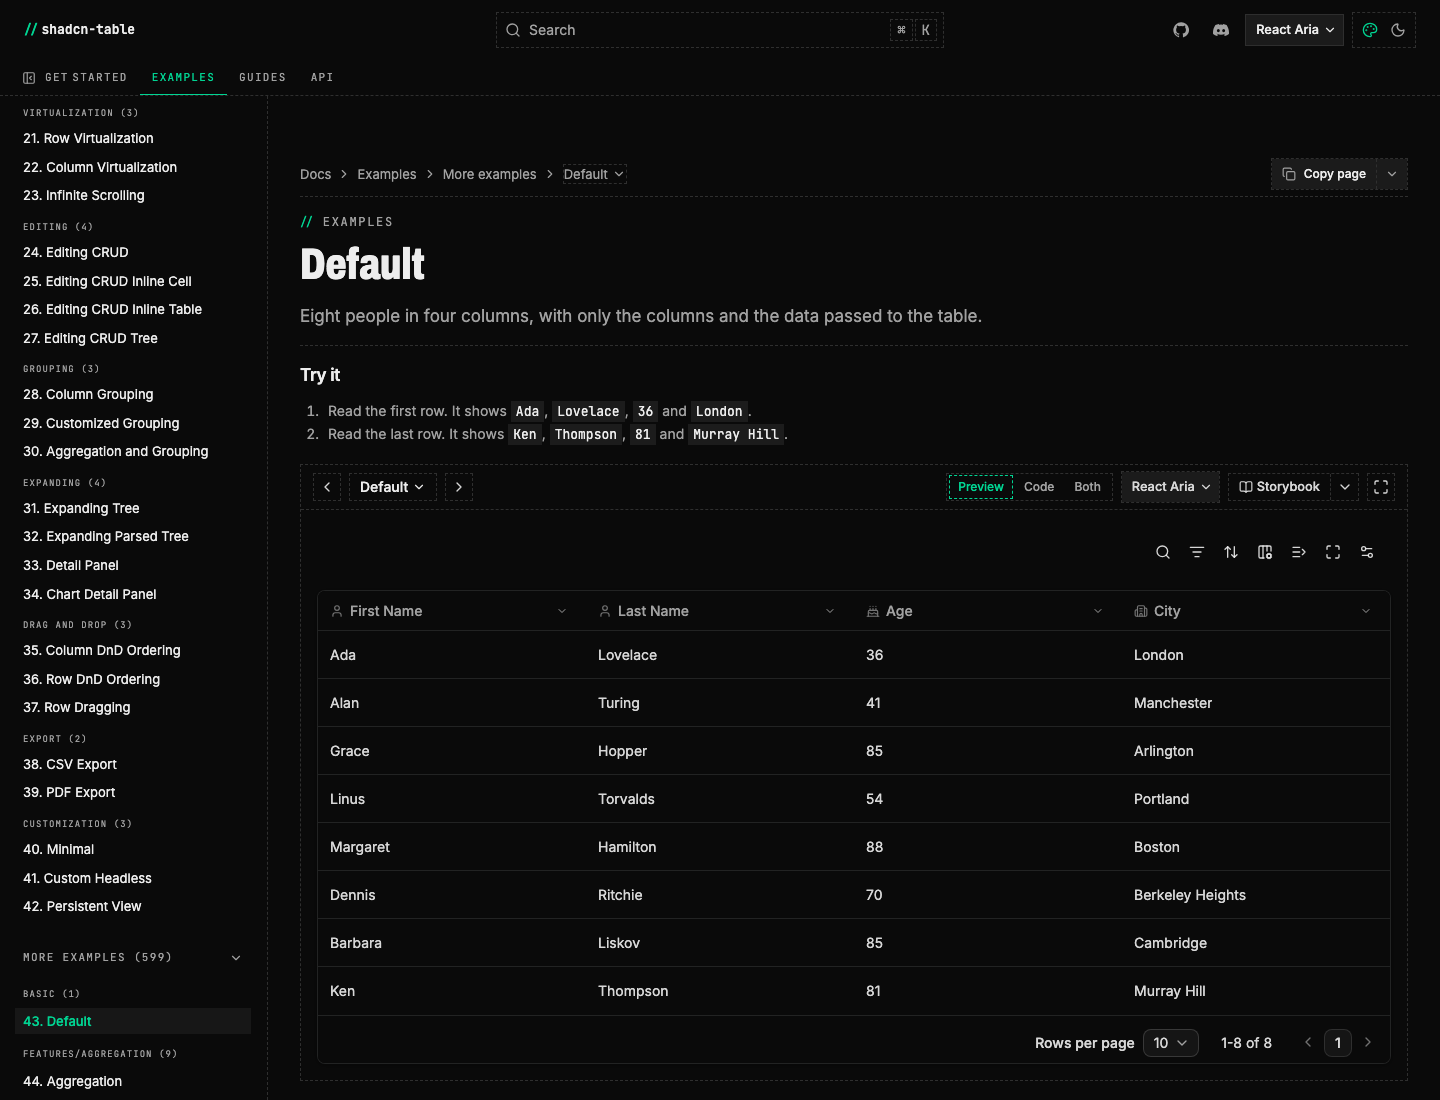 // shadcn-table
Search
⌘ K
React Aria
GET STARTED
EXAMPLES
GUIDES
API
VIRTUALIZATION (3)
21. Row Virtualization
22. Column Virtualization
23. Infinite Scrolling
EDITING (4)
24. Editing CRUD
25. Editing CRUD Inline Cell
26. Editing CRUD Inline Table
27. Editing CRUD Tree
GROUPING (3)
28. Column Grouping
29. Customized Grouping
30. Aggregation and Grouping
EXPANDING (4)
31. Expanding Tree
32. Expanding Parsed Tree
33. Detail Panel
34. Chart Detail Panel
DRAG AND DROP (3)
35. Column DnD Ordering
36. Row DnD Ordering
37. Row Dragging
EXPORT (2)
38. CSV Export
39. PDF Export
CUSTOMIZATION (3)
40. Minimal
41. Custom Headless
42. Persistent View
MORE EXAMPLES (599)
BASIC (1)
43. Default
FEATURES/AGGREGATION (9)
44. Aggregation
Docs > Examples > More examples > Default
Copy page
// EXAMPLES
Default
Eight people in four columns, with only the columns and the data passed to the table.
Try it
1. Read the first row. It shows Ada, Lovelace, 36 and London.
2. Read the last row. It shows Ken, Thompson, 81 and Murray Hill.
Default
Preview Code Both
React Aria
Storybook
First Name Last Name Age City
Ada Lovelace 36 London
Alan Turing 41 Manchester
Grace Hopper 85 Arlington
Linus Torvalds 54 Portland
Margaret Hamilton 88 Boston
Dennis Ritchie 70 Berkeley Heights
Barbara Liskov 85 Cambridge
Ken Thompson 81 Murray Hill
Rows per page 10 1-8 of 8 1